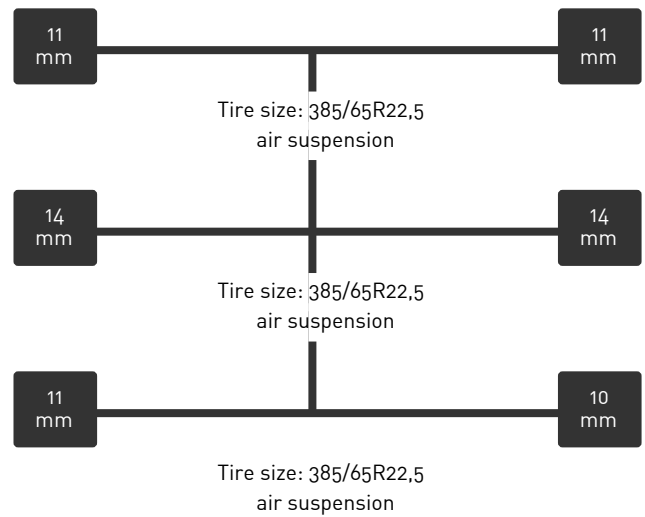 11
mm
11
mm
Tire size: 385/65R22,5
air suspension
14
mm
14
mm
Tire size: 385/65R22,5
air suspension
11
mm
10
mm
Tire size: 385/65R22,5
air suspension